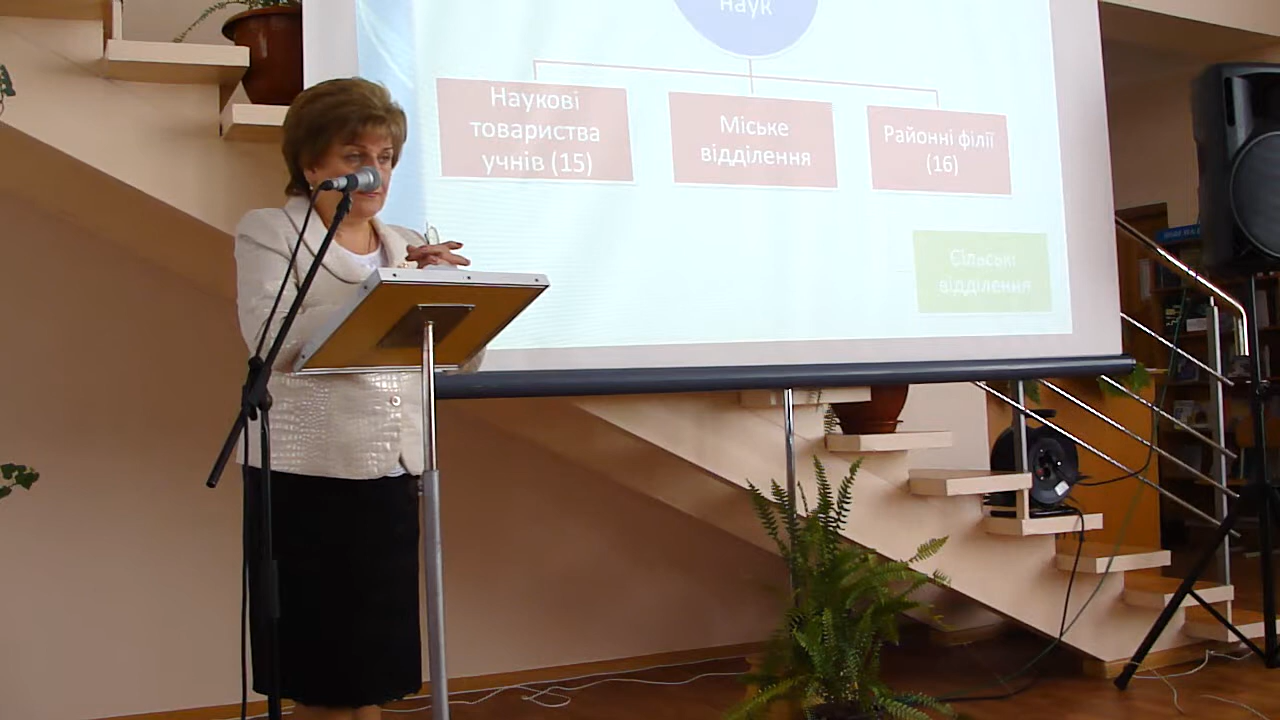 наук
Наукові
товариства
учнів (15)
Міське
відділення
Районні філії
(16)
Сільські
відділення